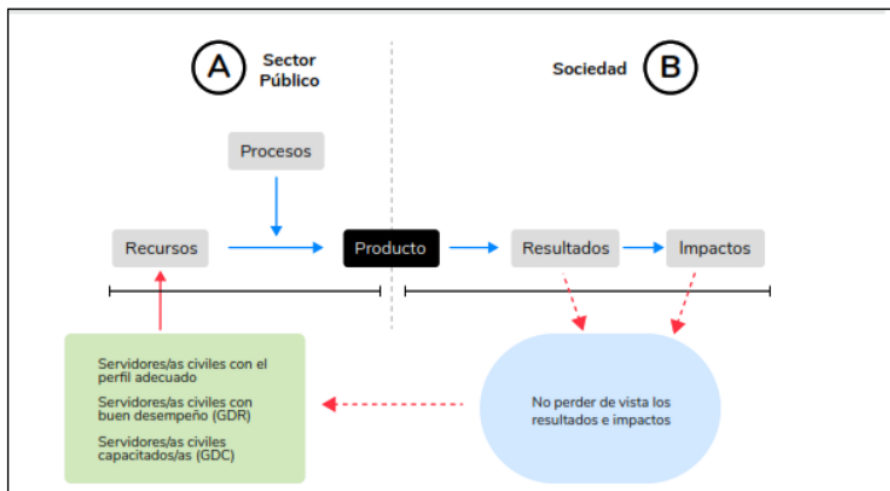 A
Sector
Público
Sociedad
B
Procesos
Recursos
Producto
Resultados
Impactos
Servidores/as civiles con el
perfil adecuado
Servidores/as civiles con
buen desempeño (GDR)
Servidores/as civiles
capacitados/as (GDC)
No perder de vista los
resultados e impactos